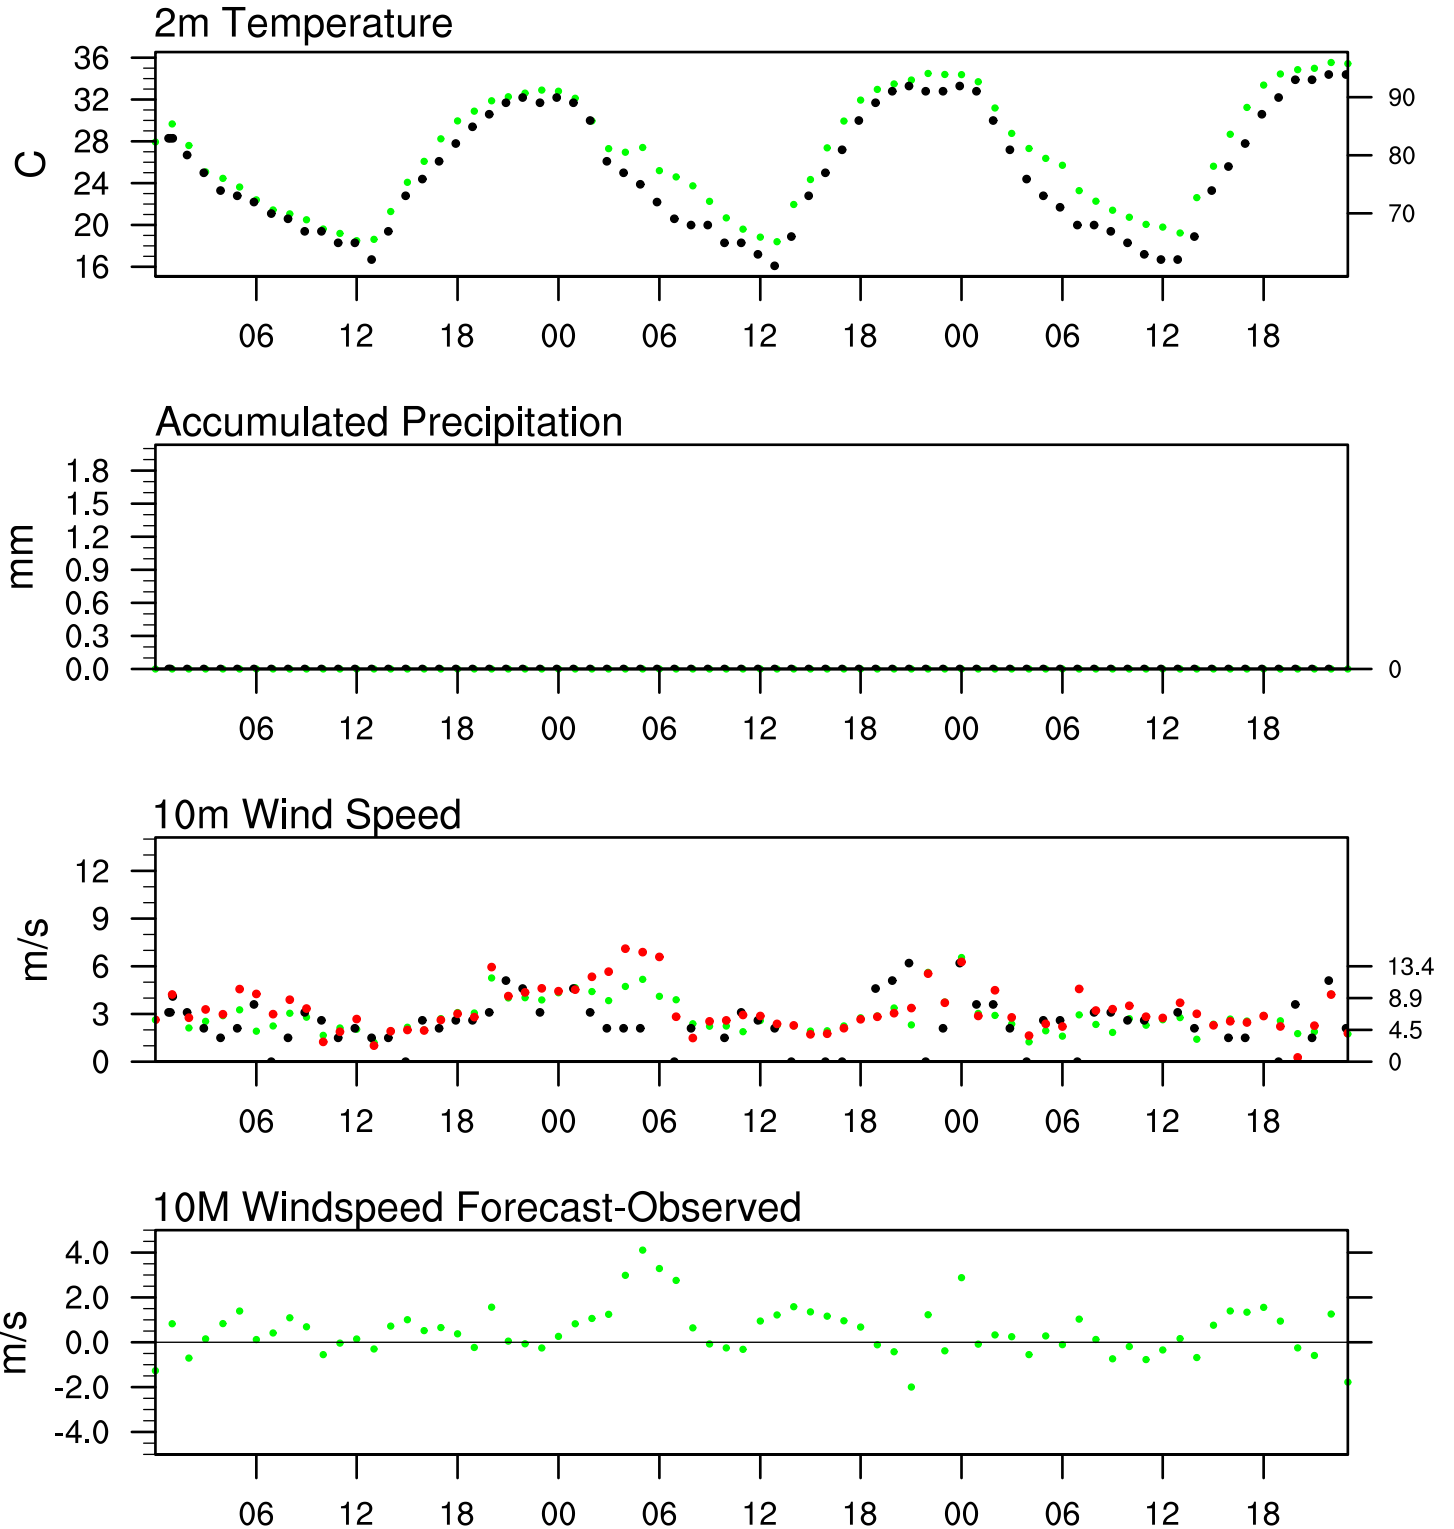 2m Temperature
36
32
28
24
20
16
C
90
80
70
06 12 18 00 06 12 18 00 06 12 18
Accumulated Precipitation
1.8
1.5
1.2
0.9
0.6
0.3
0.0
mm
0
06 12 18 00 06 12 18 00 06 12 18
10m Wind Speed
12
9
6
3
0
m/s
13.4
8.9
4.5
0
06 12 18 00 06 12 18 00 06 12 18
10M Windspeed Forecast-Observed
4.0
2.0
0.0
-2.0
-4.0
m/s
06 12 18 00 06 12 18 00 06 12 18